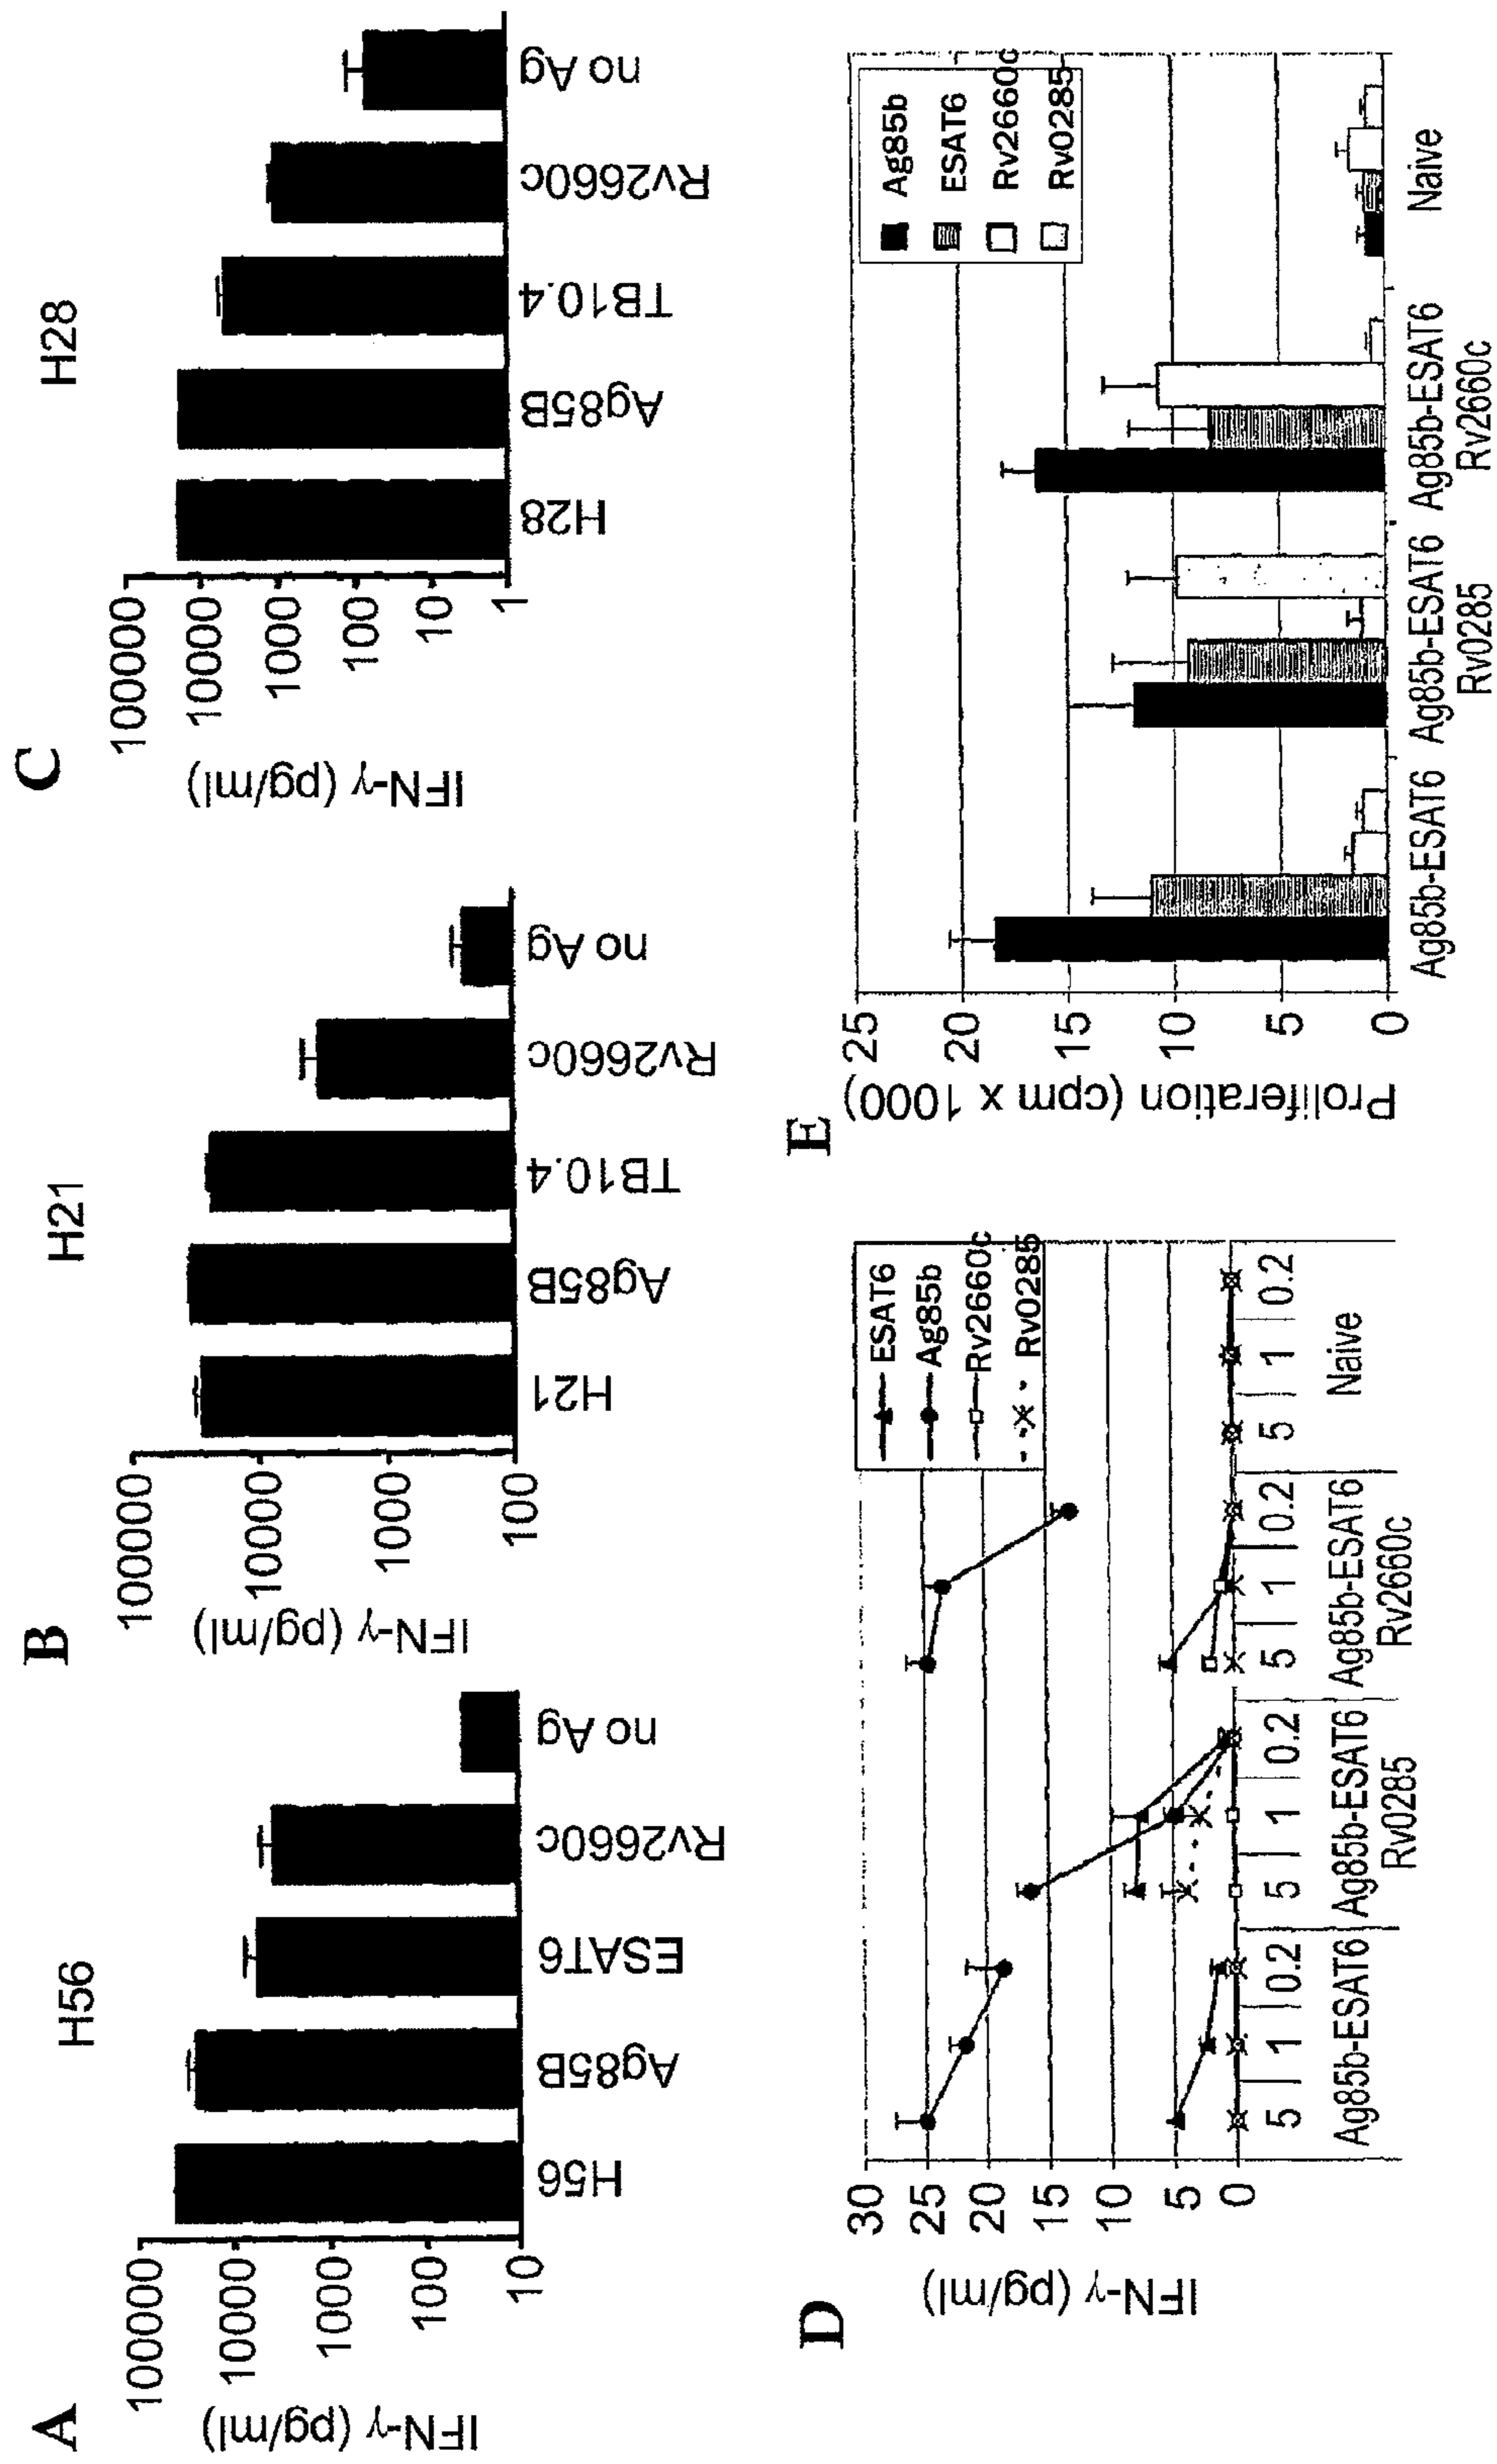 A
H56
IFN-γ (pg/ml)
100000
10000
1000
100
10
H56
Ag85B
ESAT6
Rv2660c
no Ag
B
H21
IFN-γ (pg/ml)
100000
10000
1000
100
H21
Ag85B
TB10.4
Rv2660c
no Ag
C
H28
IFN-γ (pg/ml)
100000
10000
1000
100
10
1
H28
Ag85B
TB10.4
Rv2660c
no Ag
D
IFN-γ (pg/ml)
30
25
20
15
10
5
0
ESAT6
Ag85b
Rv2660c
Rv0285
5 1 0.2 5 1 0.2 5 1 0.2 5 1 0.2
Ag85b-ESAT6 Ag85b-ESAT6 Ag85b-ESAT6 Naive
Rv0285 Rv2660c
E
Proliferation (cpm x 1000)
25
20
15
10
5
0
Ag85b
ESAT6
Rv2660c
Rv0285
Ag85b-ESAT6 Ag85b-ESAT6 Ag85b-ESAT6 Naive
Rv0285 Rv2660c